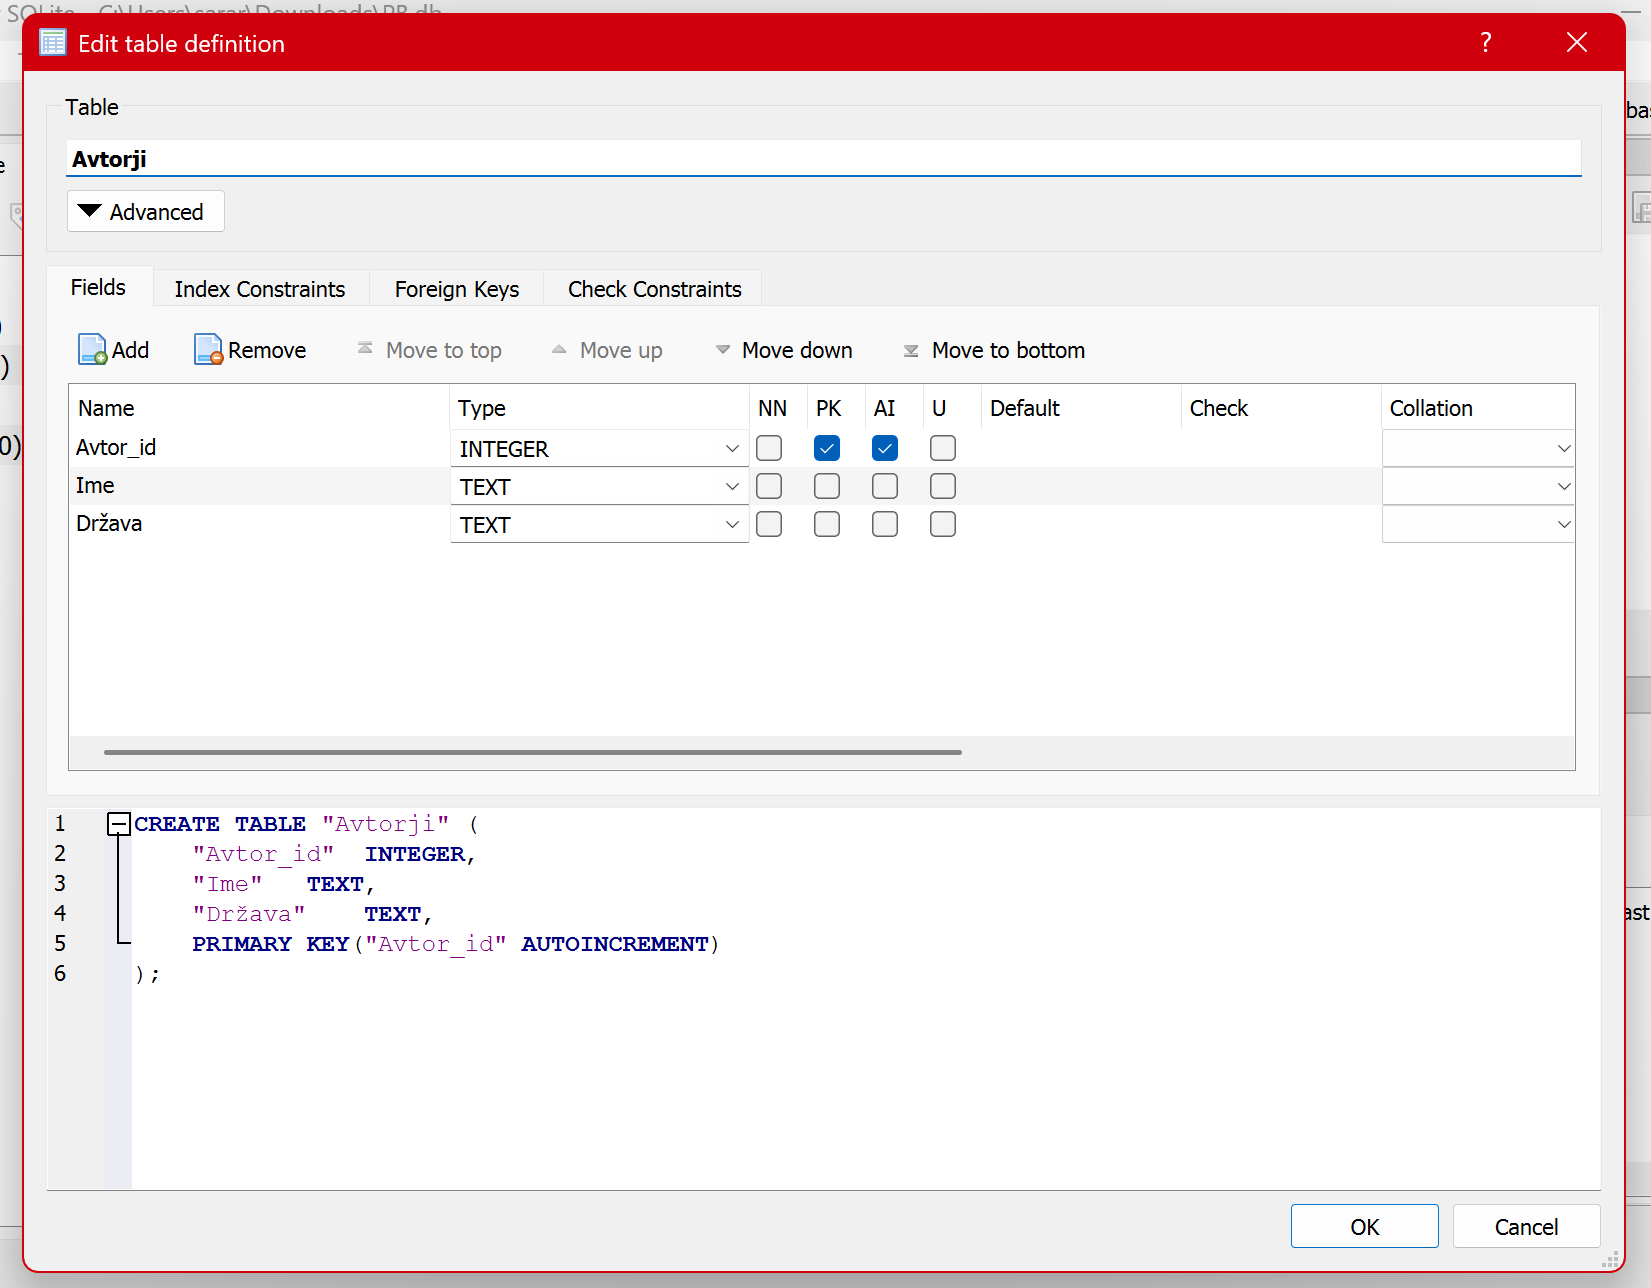 Edit table definition ?
Table
Avtorji
Advanced
Fields Index Constraints Foreign Keys Check Constraints
Add Remove Move to top Move up Move down Move to bottom
Name Type NN PK AI U Default Check Collation
Avtor_id INTEGER
Ime TEXT
Država TEXT
1 CREATE TABLE "Avtorji" (
2 "Avtor_id" INTEGER,
3 "Ime" TEXT,
4 "Država" TEXT,
5 PRIMARY KEY("Avtor_id" AUTOINCREMENT)
6 );
OK Cancel